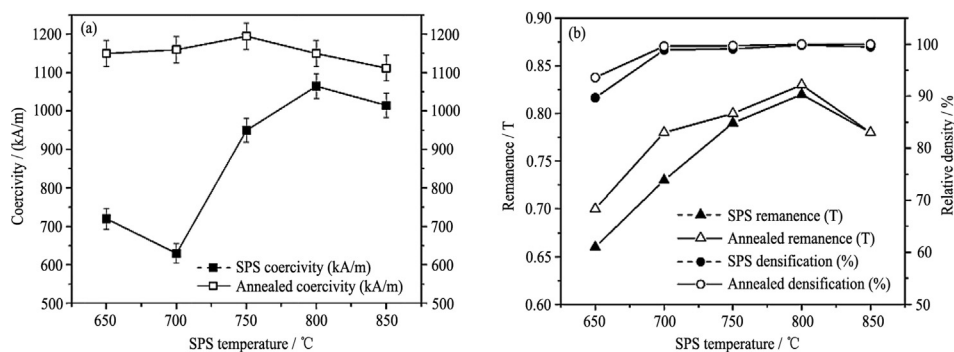 (a)
Coercivity / (kA/m)
1200
1100
1000
900
800
700
600
500
1200
1100
1000
900
800
700
600
500
SPS coercivity (kA/m)
Annealed coercivity (kA/m)
650 700 750 800 850
SPS temperature / ℃
(b)
Remanence / T
0.90
0.85
0.80
0.75
0.70
0.65
0.60
100
90
80
70
60
50
Relative density / %
SPS remanence (T)
Annealed remanence (T)
SPS densification (%)
Annealed densification (%)
650 700 750 800 850
SPS temperature / ℃